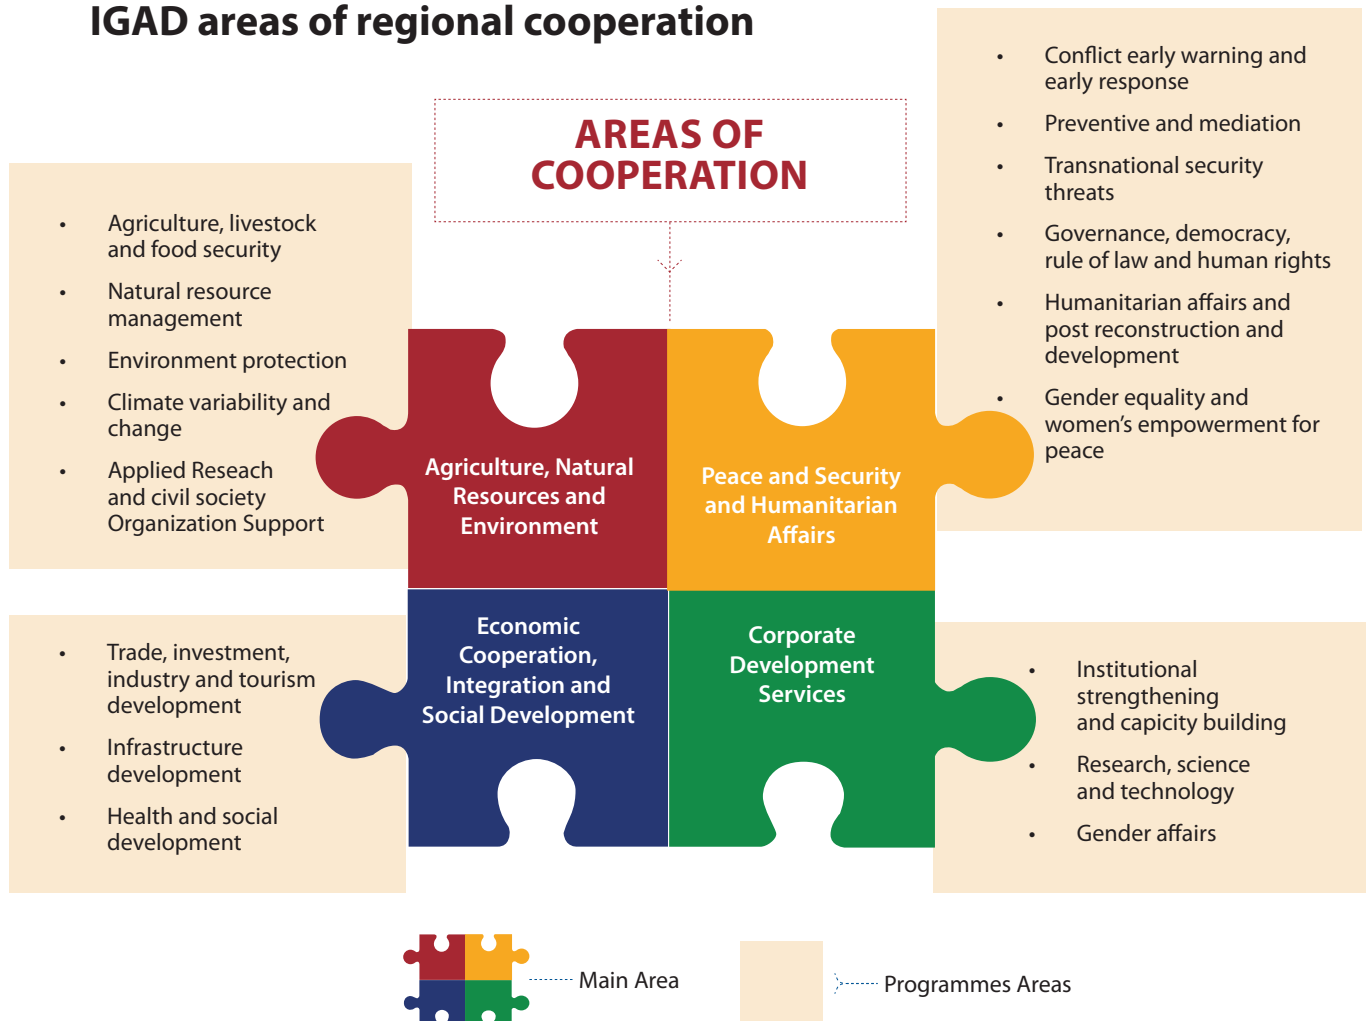 IGAD areas of regional cooperation
AREAS OF
COOPERATION
• Agriculture, livestock
and food security
• Natural resource
management
• Environment protection
• Climate variability and
change
• Applied Reseach
and civil society
Organization Support
• Conflict early warning and
early response
• Preventive and mediation
• Transnational security
threats
• Governance, democracy,
rule of law and human rights
• Humanitarian affairs and
post reconstruction and
development
• Gender equality and
women’s empowerment for
peace
Agriculture, Natural
Resources and
Environment
Peace and Security
and Humanitarian
Affairs
Economic
Cooperation,
Integration and
Social Development
Corporate
Development
Services
• Trade, investment,
industry and tourism
development
• Infrastructure
development
• Health and social
development
• Institutional
strengthening
and capicity building
• Research, science
and technology
• Gender affairs
Main Area
Programmes Areas